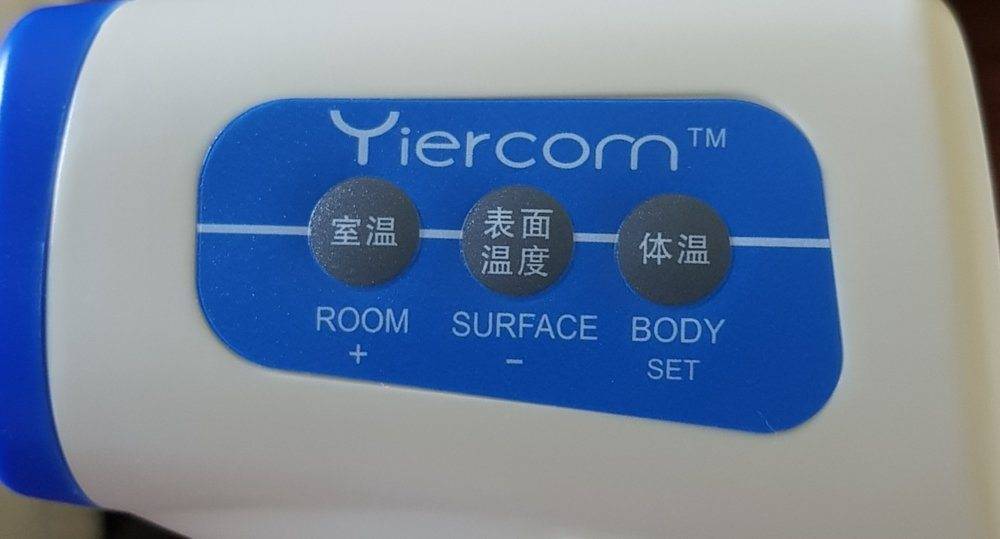 Yiercom™
室温
表面
温度
体温
ROOM SURFACE BODY
+ − SET